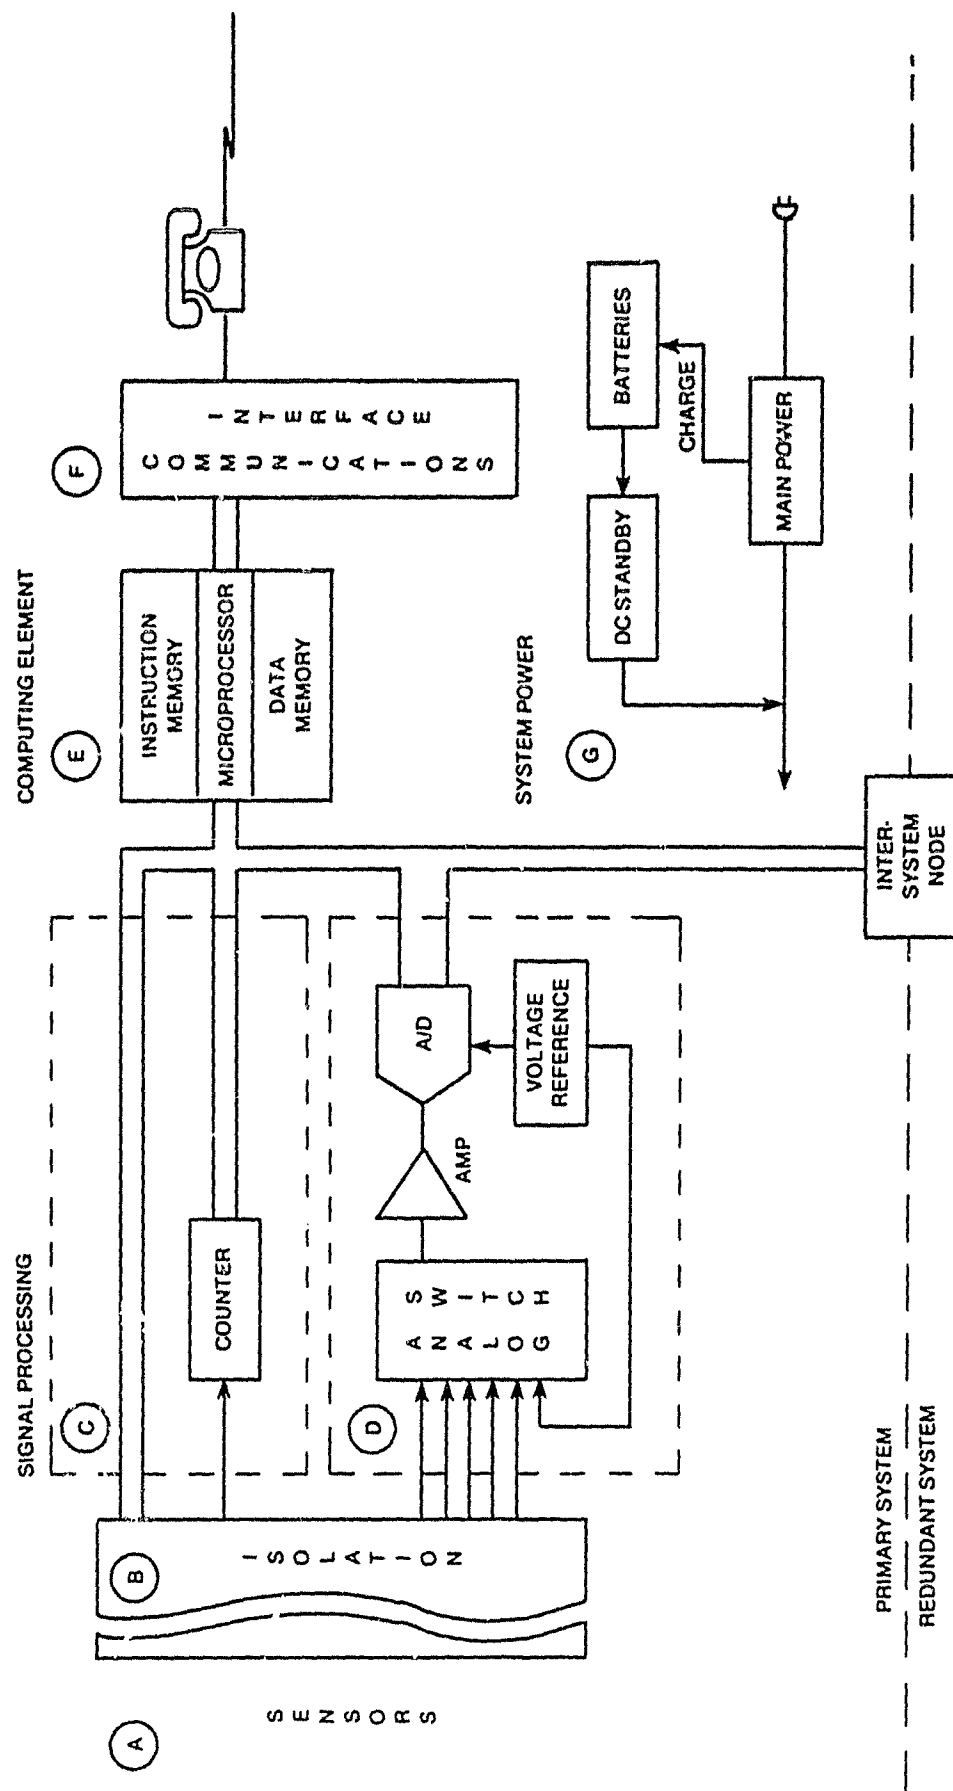 A
SENSORS
B
ISOLATION
SIGNAL PROCESSING
C
COUNTER
D
ANALOG
SWITCH
AMP
A/D
VOLTAGE
REFERENCE
COMPUTING ELEMENT
E
INSTRUCTION
MEMORY
MICROPROCESSOR
DATA
MEMORY
F
COMMUNICATIONS
INTERFACE
SYSTEM POWER
G
DC STANDBY
BATTERIES
CHARGE
MAIN POWER
INTER-
SYSTEM
NODE
PRIMARY SYSTEM
REDUNDANT SYSTEM